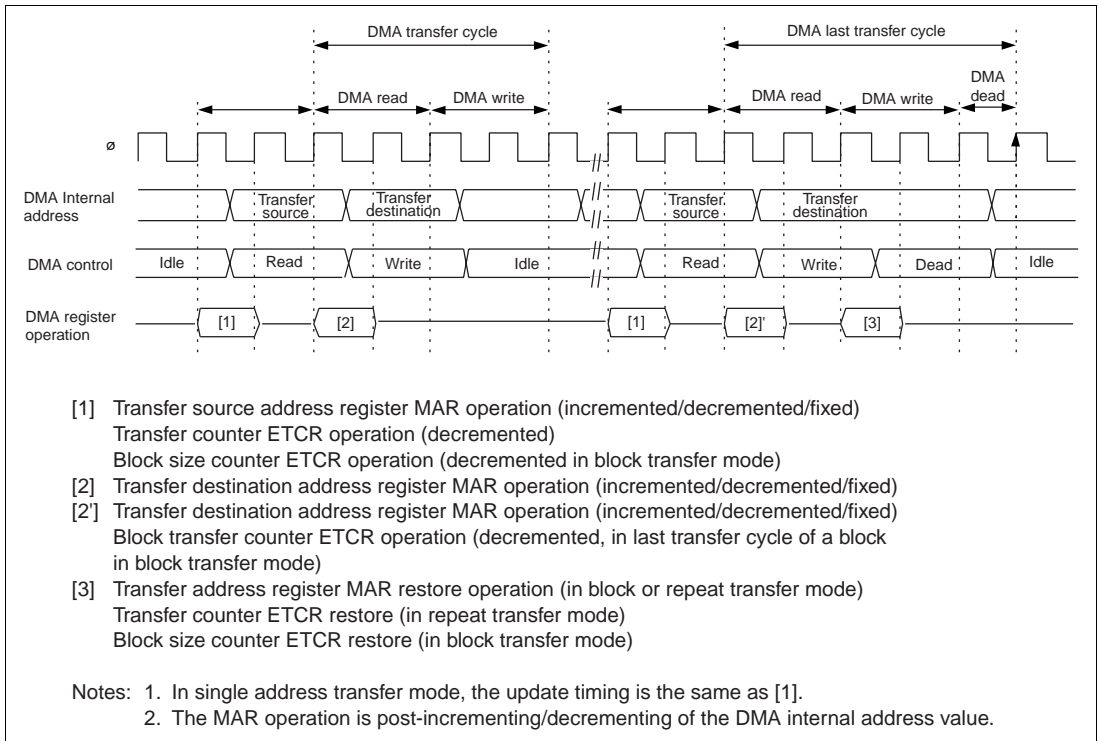 DMA transfer cycle
DMA last transfer cycle
DMA read
DMA write
DMA read
DMA write
DMA
dead
ø
DMA Internal
address
Transfer
source
Transfer
destination
Transfer
source
Transfer
destination
DMA control
Idle
Read
Write
Idle
Read
Write
Dead
Idle
DMA register
operation
[1]
[2]
[1]
[2]'
[3]
[1] Transfer source address register MAR operation (incremented/decremented/fixed)
Transfer counter ETCR operation (decremented)
Block size counter ETCR operation (decremented in block transfer mode)
[2] Transfer destination address register MAR operation (incremented/decremented/fixed)
[2'] Transfer destination address register MAR operation (incremented/decremented/fixed)
Block transfer counter ETCR operation (decremented, in last transfer cycle of a block
in block transfer mode)
[3] Transfer address register MAR restore operation (in block or repeat transfer mode)
Transfer counter ETCR restore (in repeat transfer mode)
Block size counter ETCR restore (in block transfer mode)
Notes: 1. In single address transfer mode, the update timing is the same as [1].
2. The MAR operation is post-incrementing/decrementing of the DMA internal address value.